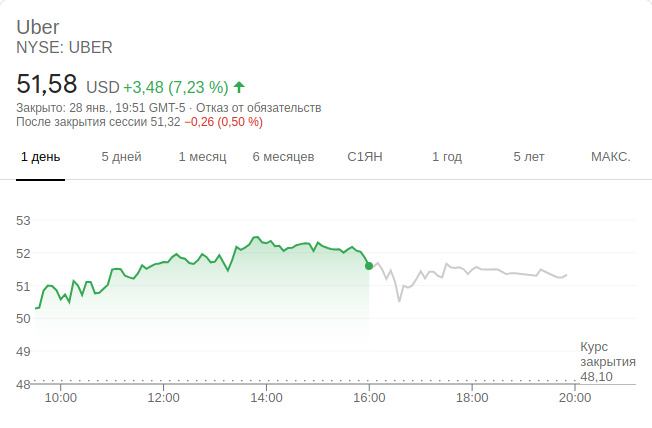 Uber
NYSE: UBER
51,58 USD +3,48 (7,23 %)
Закрыто: 28 янв., 19:51 GMT-5 · Отказ от обязательств
После закрытия сессии 51,32 −0,26 (0,50 %)
1 день 5 дней 1 месяц 6 месяцев С1ЯН 1 год 5 лет МАКС.
53
52
51
50
49
48
Курс
закрытия
48,10
10:00 12:00 14:00 16:00 18:00 20:00